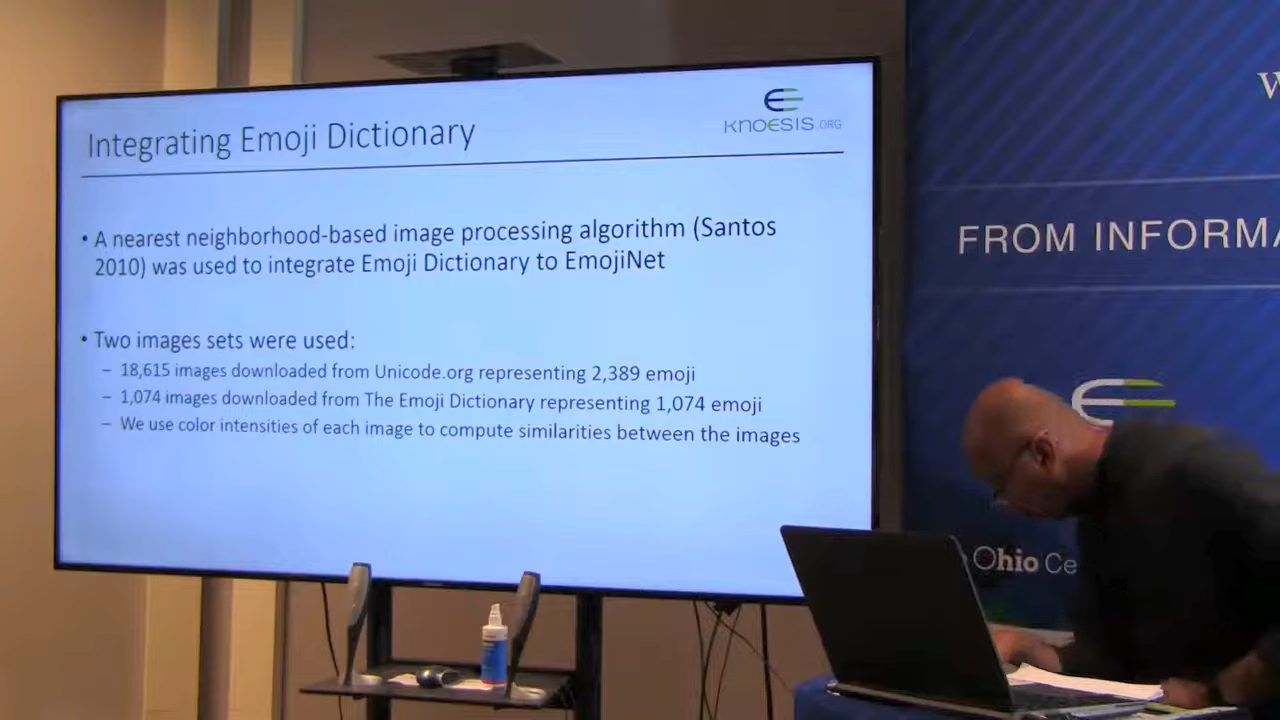 Integrating Emoji Dictionary
KNOESIS.ORG
• A nearest neighborhood-based image processing algorithm (Santos
2010) was used to integrate Emoji Dictionary to EmojiNet
• Two images sets were used:
– 18,615 images downloaded from Unicode.org representing 2,389 emoji
– 1,074 images downloaded from The Emoji Dictionary representing 1,074 emoji
– We use color intensities of each image to compute similarities between the images
W
FROM INFORMA
Ohio Ce